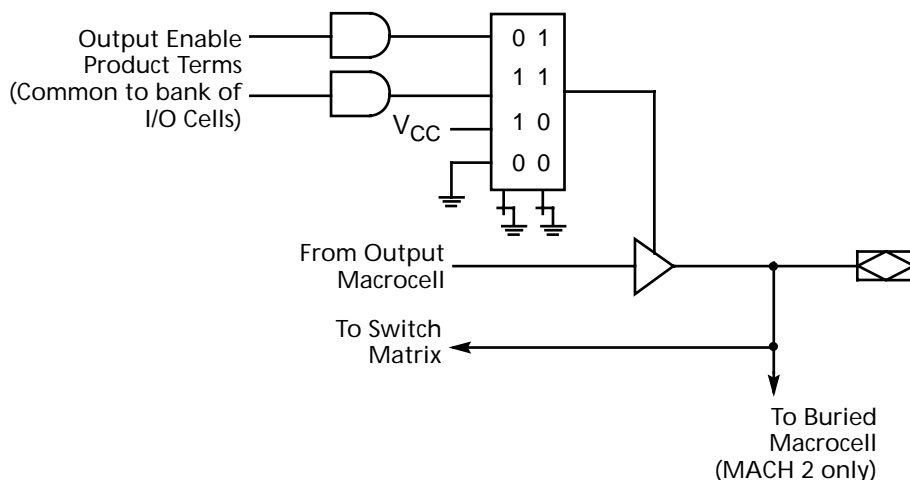 Output Enable
Product Terms
(Common to bank of
I/O Cells)
0 1
1 1
VCC
1 0
0 0
From Output
Macrocell
To Switch
Matrix
To Buried
Macrocell
(MACH 2 only)